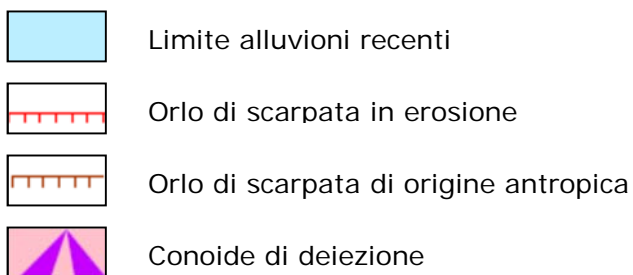 Limite alluvioni recenti
Orlo di scarpata in erosione
Orlo di scarpata di origine antropica
Conoide di deiezione